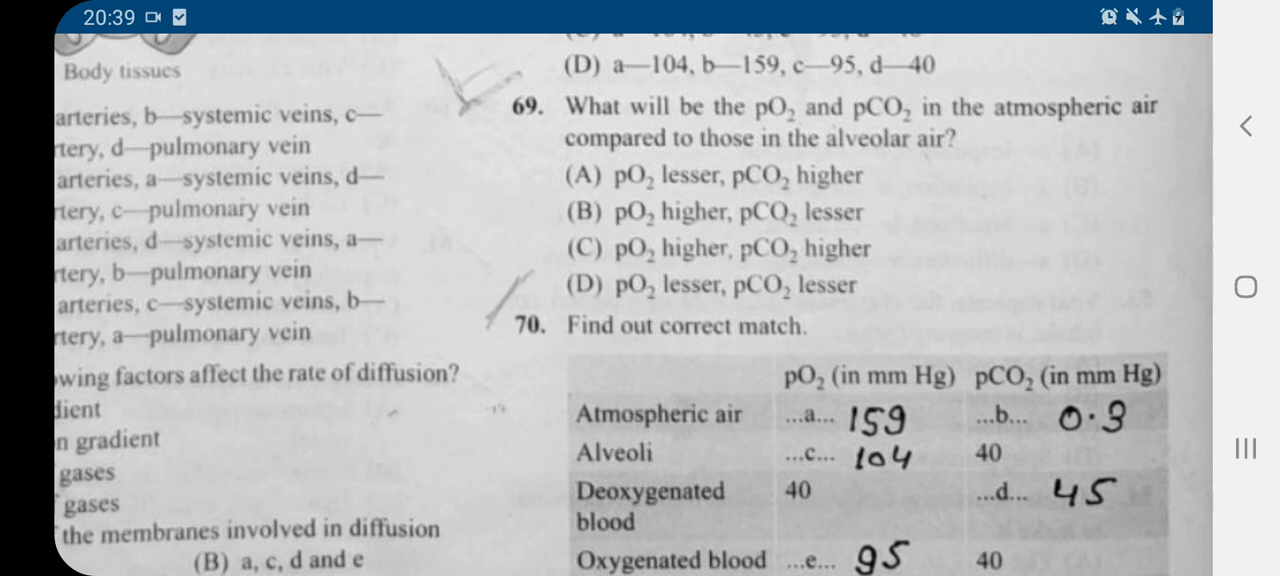 20:39
Body tissues
arteries, b—systemic veins, c—
rtery, d—pulmonary vein
arteries, a—systemic veins, d—
rtery, c—pulmonary vein
arteries, d—systemic veins, a—
rtery, b—pulmonary vein
arteries, c—systemic veins, b—
rtery, a—pulmonary vein
wing factors affect the rate of diffusion?
dient
n gradient
gases
gases
the membranes involved in diffusion
(B) a, c, d and e
(D) a—104, b—159, c—95, d—40
69. What will be the pO₂ and pCO₂ in the atmospheric air
compared to those in the alveolar air?
(A) pO₂ lesser, pCO₂ higher
(B) pO₂ higher, pCO₂ lesser
(C) pO₂ higher, pCO₂ higher
(D) pO₂ lesser, pCO₂ lesser
70. Find out correct match.
pO₂ (in mm Hg) pCO₂ (in mm Hg)
Atmospheric air ...a... 159 ...b... 0.3
Alveoli ...c... 104 40
Deoxygenated 40 ...d... 45
blood
Oxygenated blood ...e... 95 40